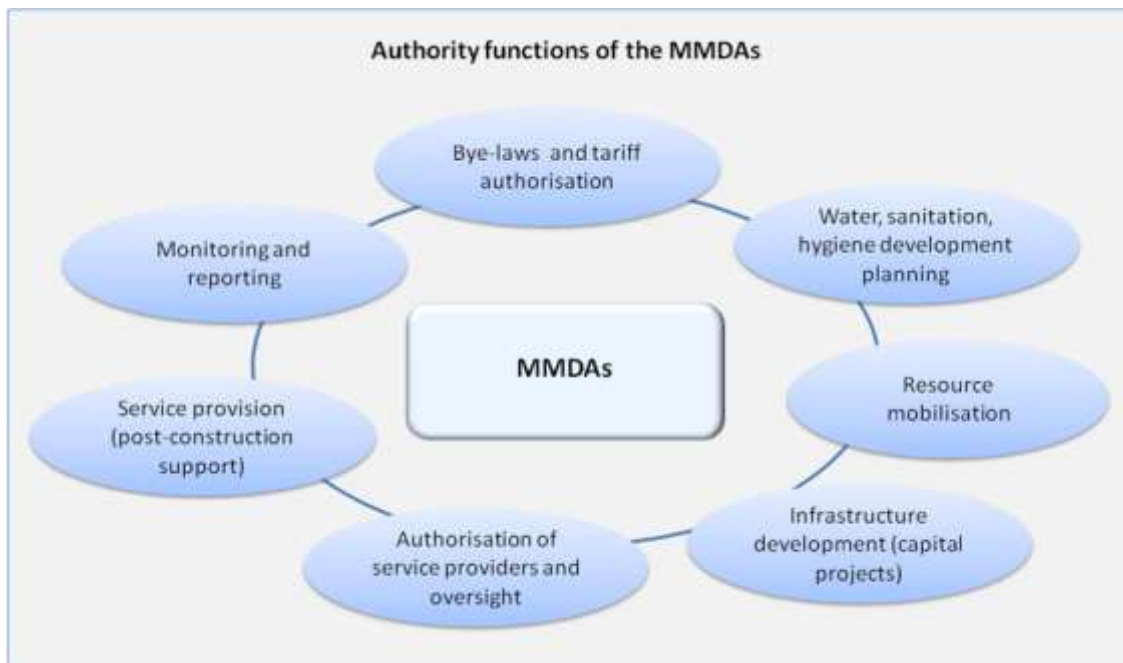 Authority functions of the MMDAs
Bye-laws and tariff
authorisation
Water, sanitation,
hygiene development
planning
Resource
mobilisation
Infrastructure
development (capital
projects)
Authorisation of
service providers and
oversight
Service provision
(post-construction
support)
Monitoring and
reporting
MMDAs